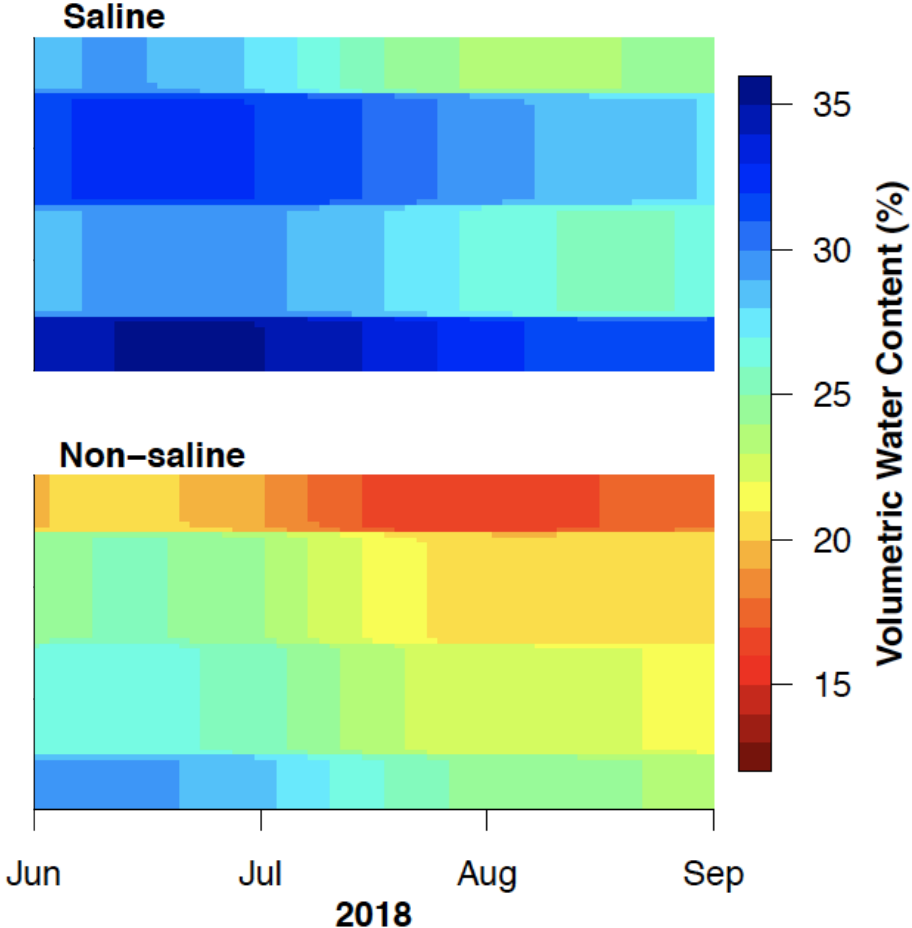 Saline
35
30
25
20
15
Volumetric Water Content (%)
Non−saline
Jun Jul Aug Sep
2018